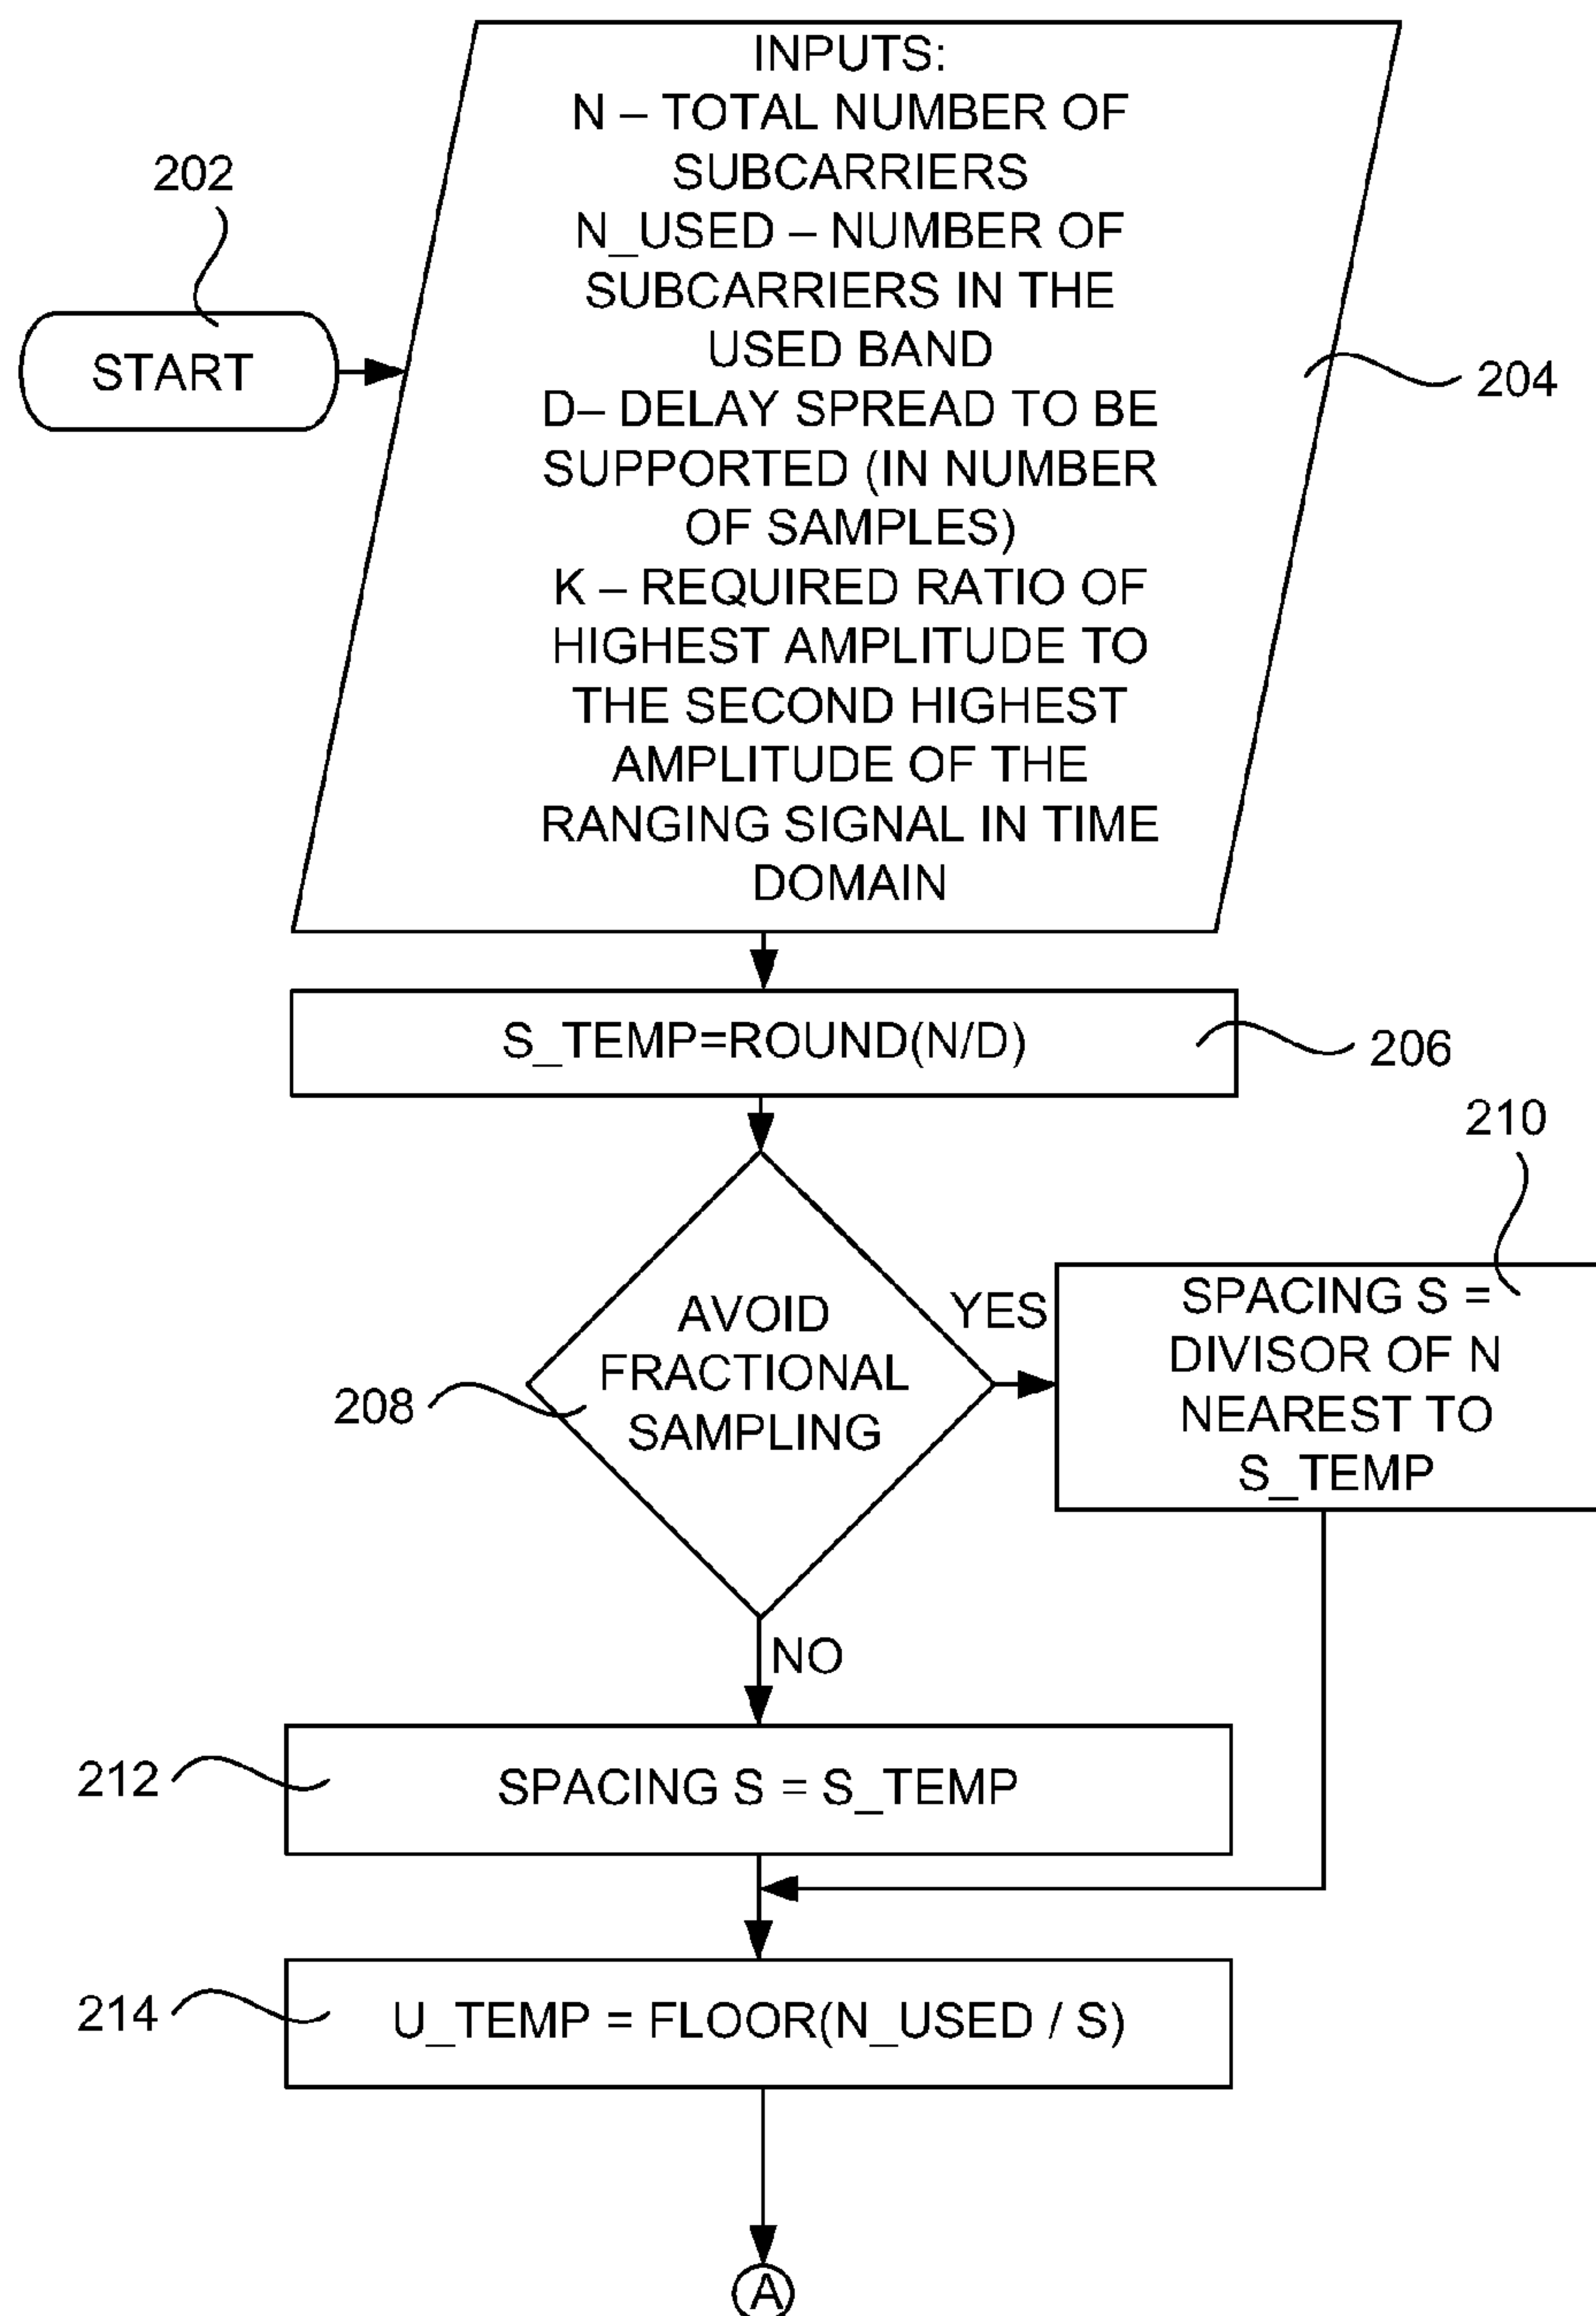 INPUTS:
N – TOTAL NUMBER OF
SUBCARRIERS
N_USED – NUMBER OF
SUBCARRIERS IN THE
USED BAND
D– DELAY SPREAD TO BE
SUPPORTED (IN NUMBER
OF SAMPLES)
K – REQUIRED RATIO OF
HIGHEST AMPLITUDE TO
THE SECOND HIGHEST
AMPLITUDE OF THE
RANGING SIGNAL IN TIME
DOMAIN
202
START
204
S_TEMP=ROUND(N/D)
206
210
AVOID
FRACTIONAL
SAMPLING
208
YES
SPACING S =
DIVISOR OF N
NEAREST TO
S_TEMP
NO
212
SPACING S = S_TEMP
214
U_TEMP = FLOOR(N_USED / S)
A